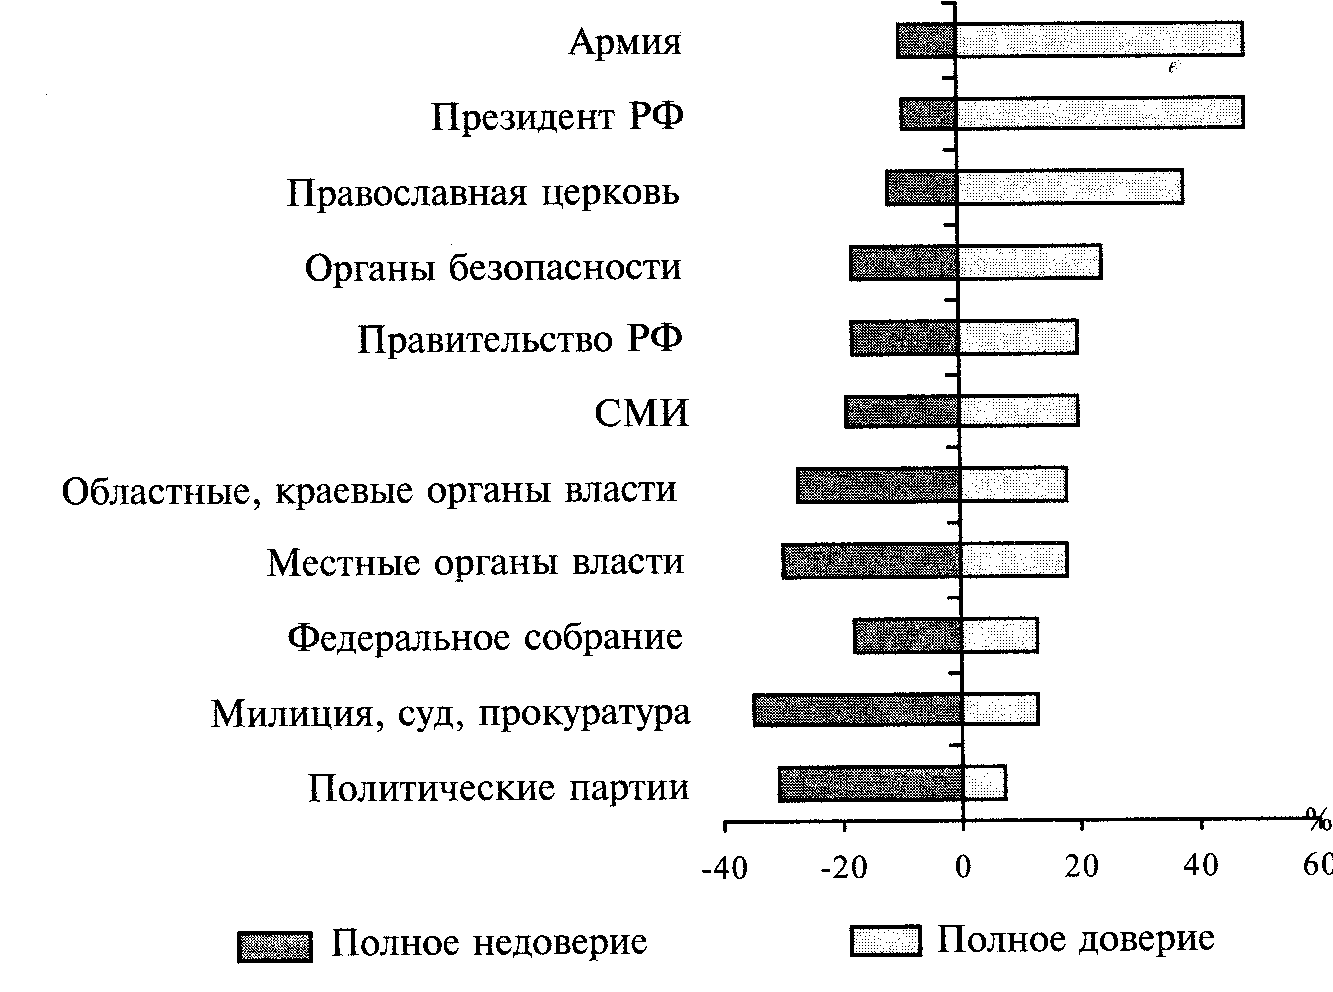 Армия
Президент РФ
Православная церковь
Органы безопасности
Правительство РФ
СМИ
Областные, краевые органы власти
Местные органы власти
Федеральное собрание
Милиция, суд, прокуратура
Политические партии
%
-40 -20 0 20 40 60
Полное недоверие Полное доверие